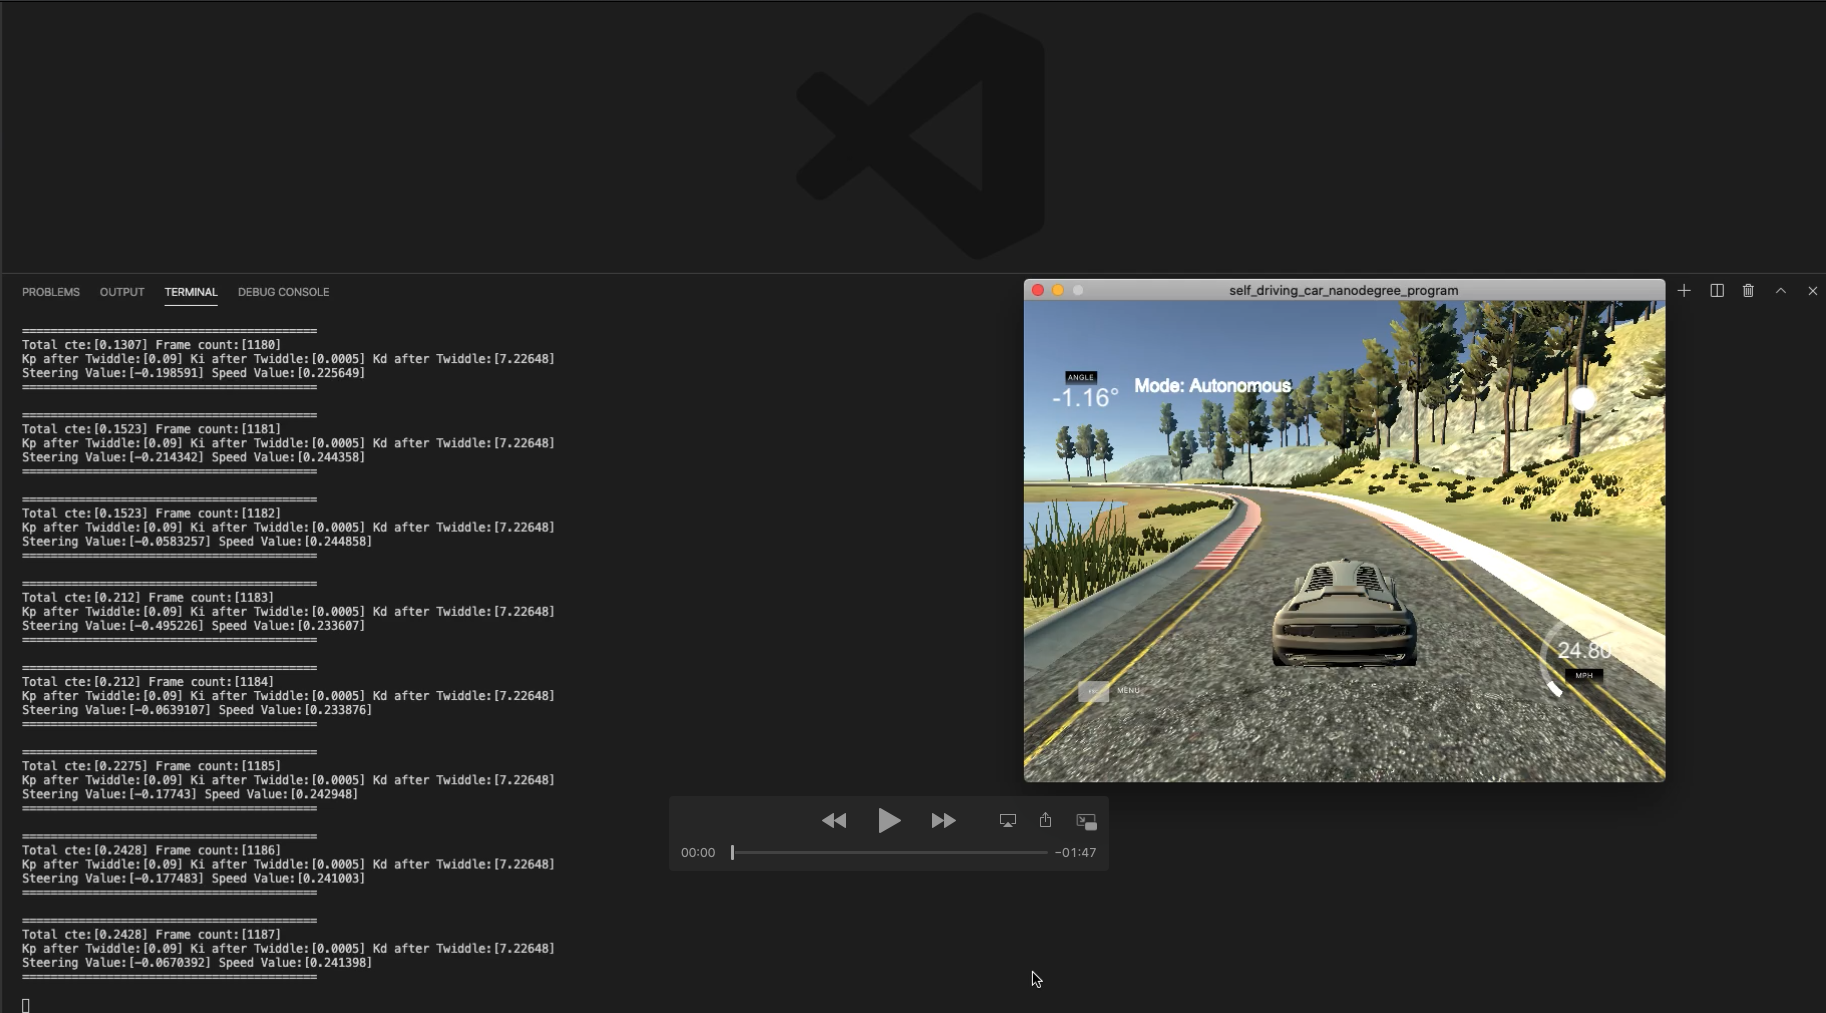 PROBLEMS OUTPUT TERMINAL DEBUG CONSOLE
==========================================
Total cte:[0.1307] Frame count:[1180]
Kp after Twiddle:[0.09] Ki after Twiddle:[0.0005] Kd after Twiddle:[7.22648]
Steering Value:[-0.198591] Speed Value:[0.225649]
==========================================
==========================================
Total cte:[0.1523] Frame count:[1181]
Kp after Twiddle:[0.09] Ki after Twiddle:[0.0005] Kd after Twiddle:[7.22648]
Steering Value:[-0.214342] Speed Value:[0.244358]
==========================================
==========================================
Total cte:[0.1523] Frame count:[1182]
Kp after Twiddle:[0.09] Ki after Twiddle:[0.0005] Kd after Twiddle:[7.22648]
Steering Value:[-0.0583257] Speed Value:[0.244858]
==========================================
==========================================
Total cte:[0.212] Frame count:[1183]
Kp after Twiddle:[0.09] Ki after Twiddle:[0.0005] Kd after Twiddle:[7.22648]
Steering Value:[-0.495226] Speed Value:[0.233607]
==========================================
==========================================
Total cte:[0.212] Frame count:[1184]
Kp after Twiddle:[0.09] Ki after Twiddle:[0.0005] Kd after Twiddle:[7.22648]
Steering Value:[-0.0639107] Speed Value:[0.233876]
==========================================
==========================================
Total cte:[0.2275] Frame count:[1185]
Kp after Twiddle:[0.09] Ki after Twiddle:[0.0005] Kd after Twiddle:[7.22648]
Steering Value:[-0.17743] Speed Value:[0.242948]
==========================================
==========================================
Total cte:[0.2428] Frame count:[1186]
Kp after Twiddle:[0.09] Ki after Twiddle:[0.0005] Kd after Twiddle:[7.22648]
Steering Value:[-0.177483] Speed Value:[0.241003]
==========================================
==========================================
Total cte:[0.2428] Frame count:[1187]
Kp after Twiddle:[0.09] Ki after Twiddle:[0.0005] Kd after Twiddle:[7.22648]
Steering Value:[-0.0670392] Speed Value:[0.241398]
==========================================
self_driving_car_nanodegree_program
ANGLE
-1.16°
Mode: Autonomous
24.80
MPH
MENU
00:00 -01:47